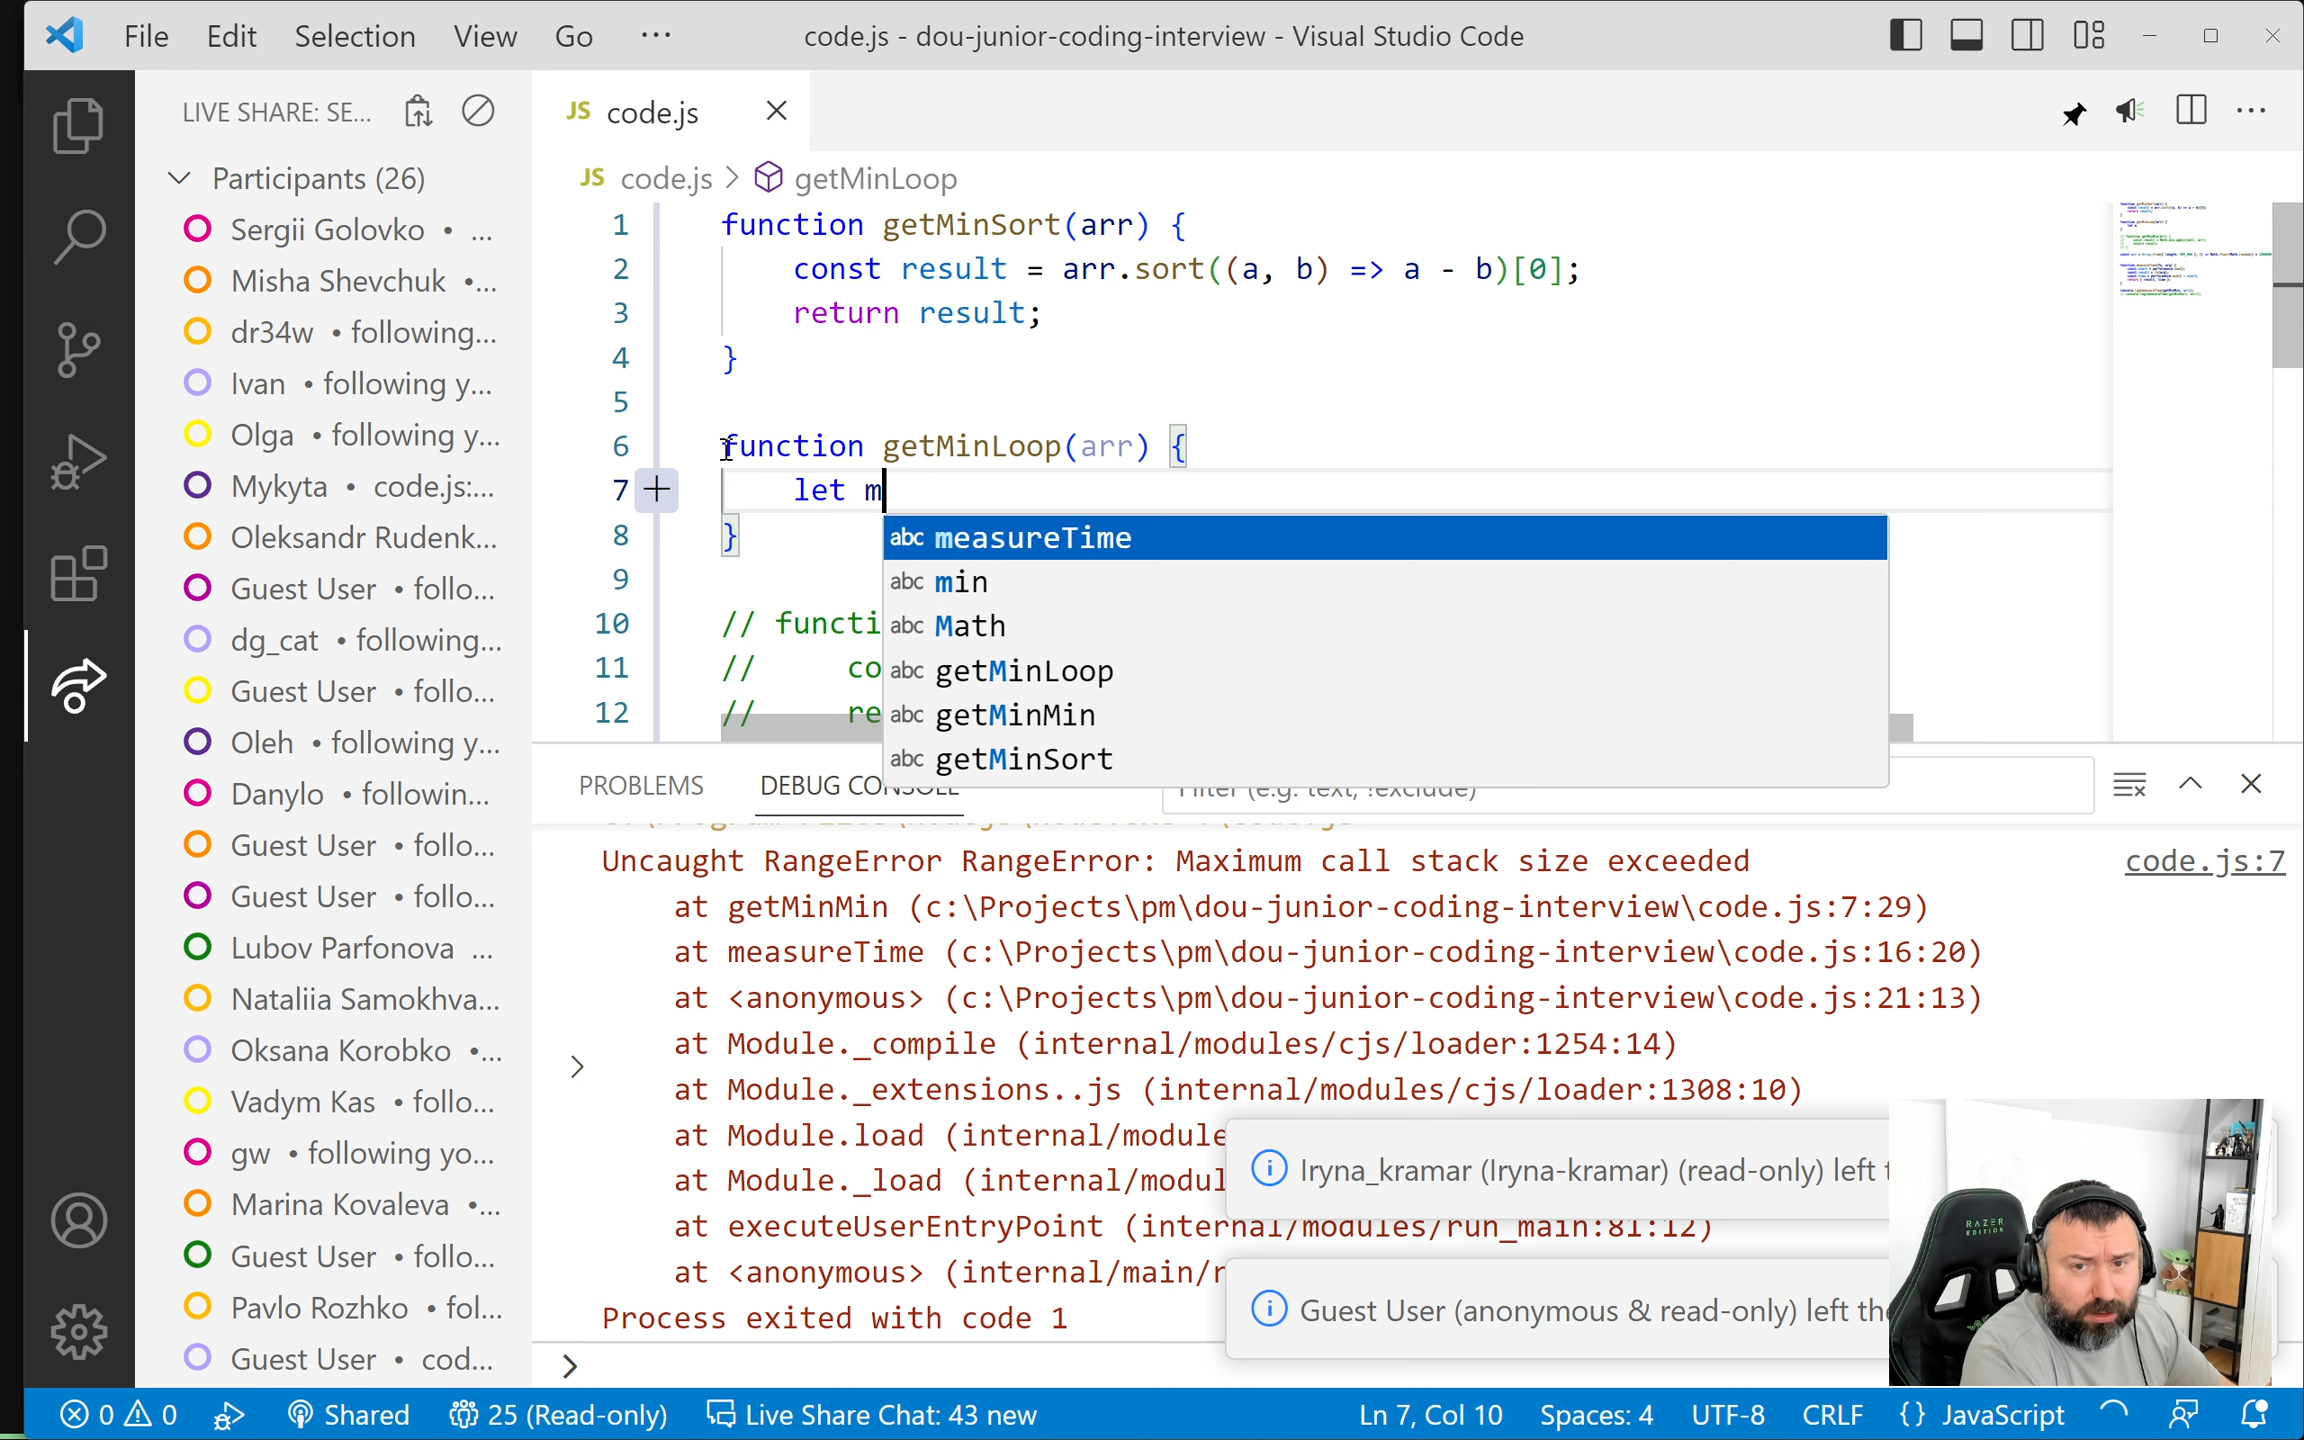 File Edit Selection View Go ··· code.js - dou-junior-coding-interview - Visual Studio Code
LIVE SHARE: SE...
Participants (26)
Sergii Golovko • ...
Misha Shevchuk •...
dr34w • following...
Ivan • following y...
Olga • following y...
Mykyta • code.js:...
Oleksandr Rudenk...
Guest User • follo...
dg_cat • following...
Guest User • follo...
Oleh • following y...
Danylo • followin...
Guest User • follo...
Guest User • follo...
Lubov Parfonova ...
Nataliia Samokhva...
Oksana Korobko •...
Vadym Kas • follo...
gw • following yo...
Marina Kovaleva •...
Guest User • follo...
Pavlo Rozhko • fol...
Guest User • cod...
JS code.js
JS code.js > getMinLoop
1 function getMinSort(arr) {
2 const result = arr.sort((a, b) => a - b)[0];
3 return result;
4 }
5
6 function getMinLoop(arr) {
7 let m
8 }
9
10 // functi
11 // co
12 // re
abc measureTime
abc min
abc Math
abc getMinLoop
abc getMinMin
abc getMinSort
PROBLEMS DEBUG CONSOLE Filter (e.g. text, !exclude)
Uncaught RangeError RangeError: Maximum call stack size exceeded code.js:7
at getMinMin (c:\Projects\pm\dou-junior-coding-interview\code.js:7:29)
at measureTime (c:\Projects\pm\dou-junior-coding-interview\code.js:16:20)
at <anonymous> (c:\Projects\pm\dou-junior-coding-interview\code.js:21:13)
at Module._compile (internal/modules/cjs/loader:1254:14)
at Module._extensions..js (internal/modules/cjs/loader:1308:10)
at Module.load (internal/module
at Module._load (internal/modul
at executeUserEntryPoint (internal/modules/run_main:81:12)
at <anonymous> (internal/main/r
Process exited with code 1
Iryna_kramar (Iryna-kramar) (read-only) left t
Guest User (anonymous & read-only) left the
RAZER
EDITION
0 0 Shared 25 (Read-only) Live Share Chat: 43 new Ln 7, Col 10 Spaces: 4 UTF-8 CRLF {} JavaScript